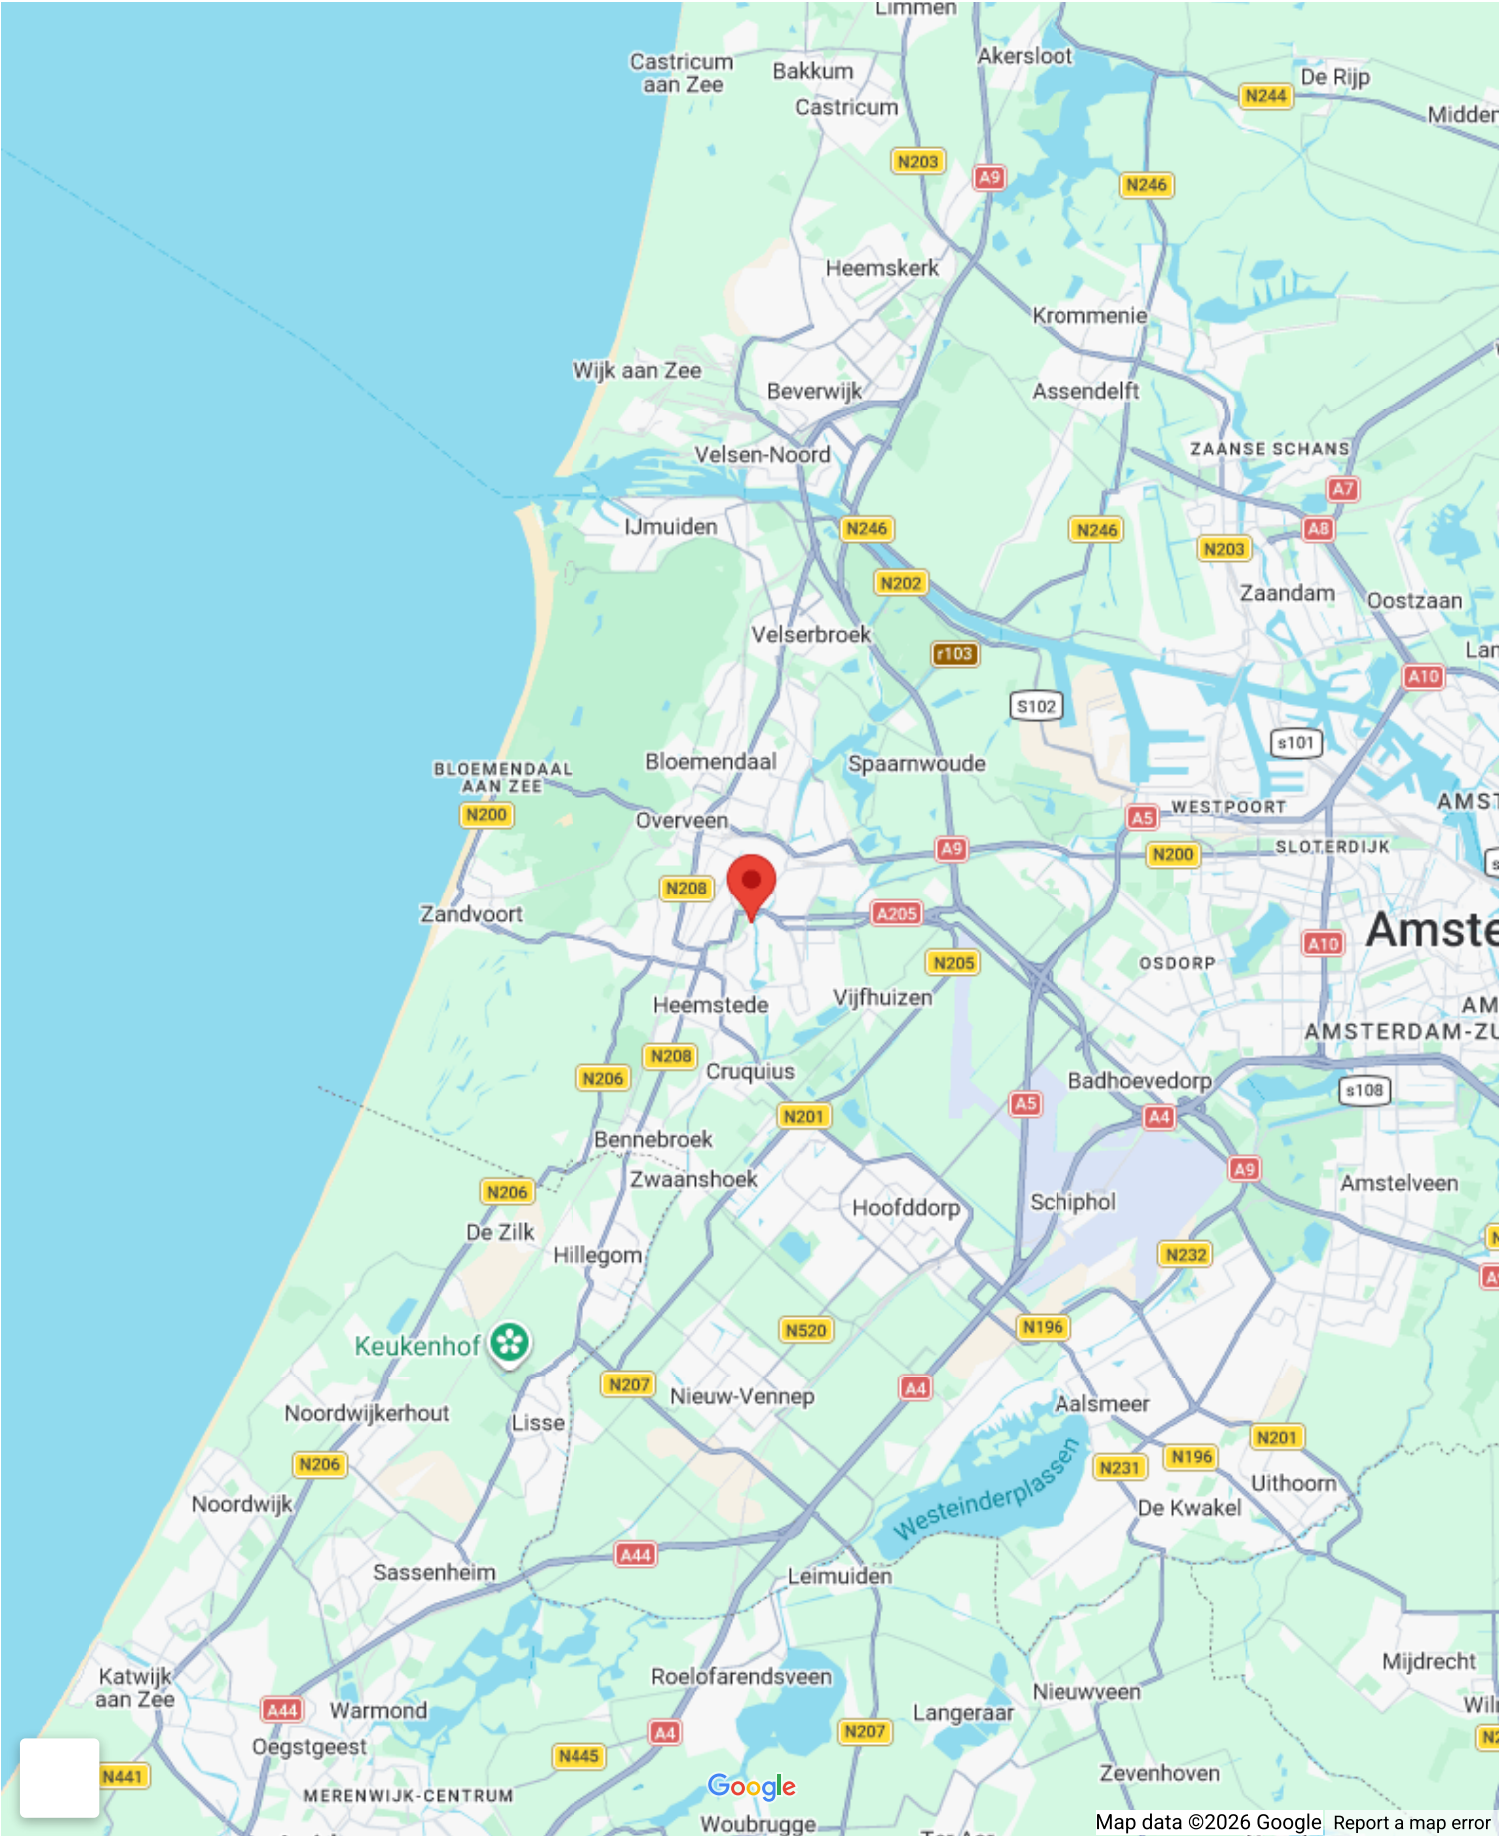 Limmen
Akersloot
Castricum
aan Zee
Bakkum
De Rijp
N244
Castricum
N203
A9
N246
Heemskerk
Krommenie
Wijk aan Zee
Beverwijk
Assendelft
Velsen-Noord
ZAANSE SCHANS
A7
IJmuiden
N246
N246
A8
N203
N202
Zaandam
Oostzaan
Velserbroek
r103
A10
S102
s101
Bloemendaal
Spaarnwoude
BLOEMENDAAL
AAN ZEE
N200
WESTPOORT
A5
Overveen
A9
N200
SLOTERDIJK
N208
Zandvoort
A205
A10
N205
OSDORP
Heemstede
Vijfhuizen
N208
N206
Cruquius
Badhoevedorp
s108
A5
N201
A4
Bennebroek
Zwaanshoek
A9
N206
Hoofddorp
Schiphol
Amstelveen
De Zilk
Hillegom
N232
Keukenhof
N520
N196
N207
Nieuw-Vennep
A4
Aalsmeer
Noordwijkerhout
Lisse
N201
N206
N231
N196
Westeinderplassen
Uithoorn
Noordwijk
De Kwakel
A44
Sassenheim
Leimuiden
Katwijk
aan Zee
Roelofarendsveen
Nieuwveen
Mijdrecht
A44
Warmond
A4
N207
Langeraar
Oegstgeest
N445
N441
Zevenhoven
MERENWIJK-CENTRUM
Google
Woubrugge
Map data ©2026 Google
Report a map error